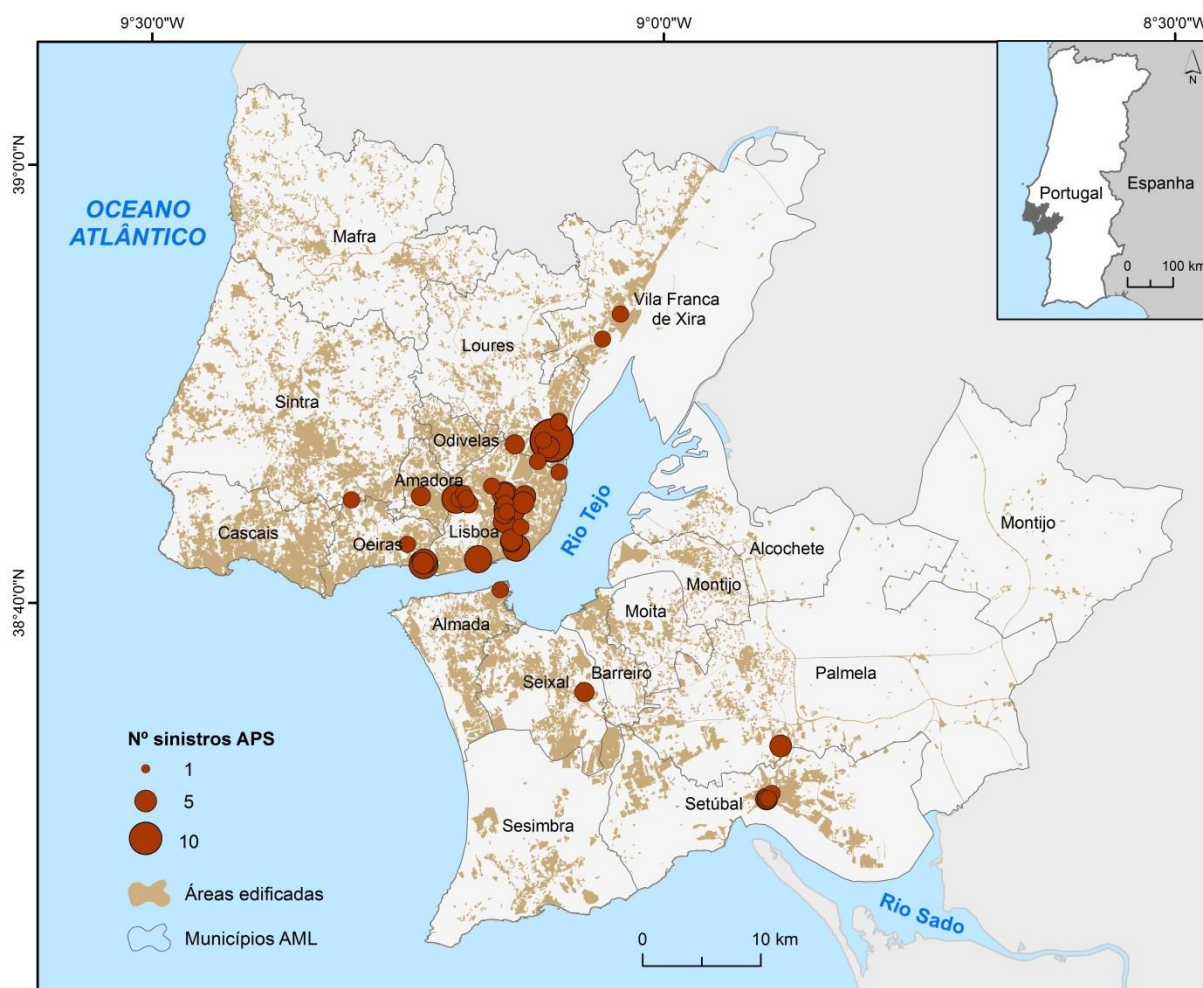 9°30'0"W
9°0'0"W
8°30'0"W
N
39°0'0"N
Portugal
Espanha
OCEANO
ATLÂNTICO
Mafra
0 100 km
Vila Franca
de Xira
Loures
Sintra
Odivelas
Amadora
Rio Tejo
Montijo
Cascais
Lisboa
Oeiras
Alcochete
Montijo
38°40'0"N
Moita
Almada
Seixal
Barreiro
Palmela
Nº sinistros APS
1
5
10
Setúbal
Sesimbra
Áreas edificadas
Rio Sado
Municípios AML
0 10 km